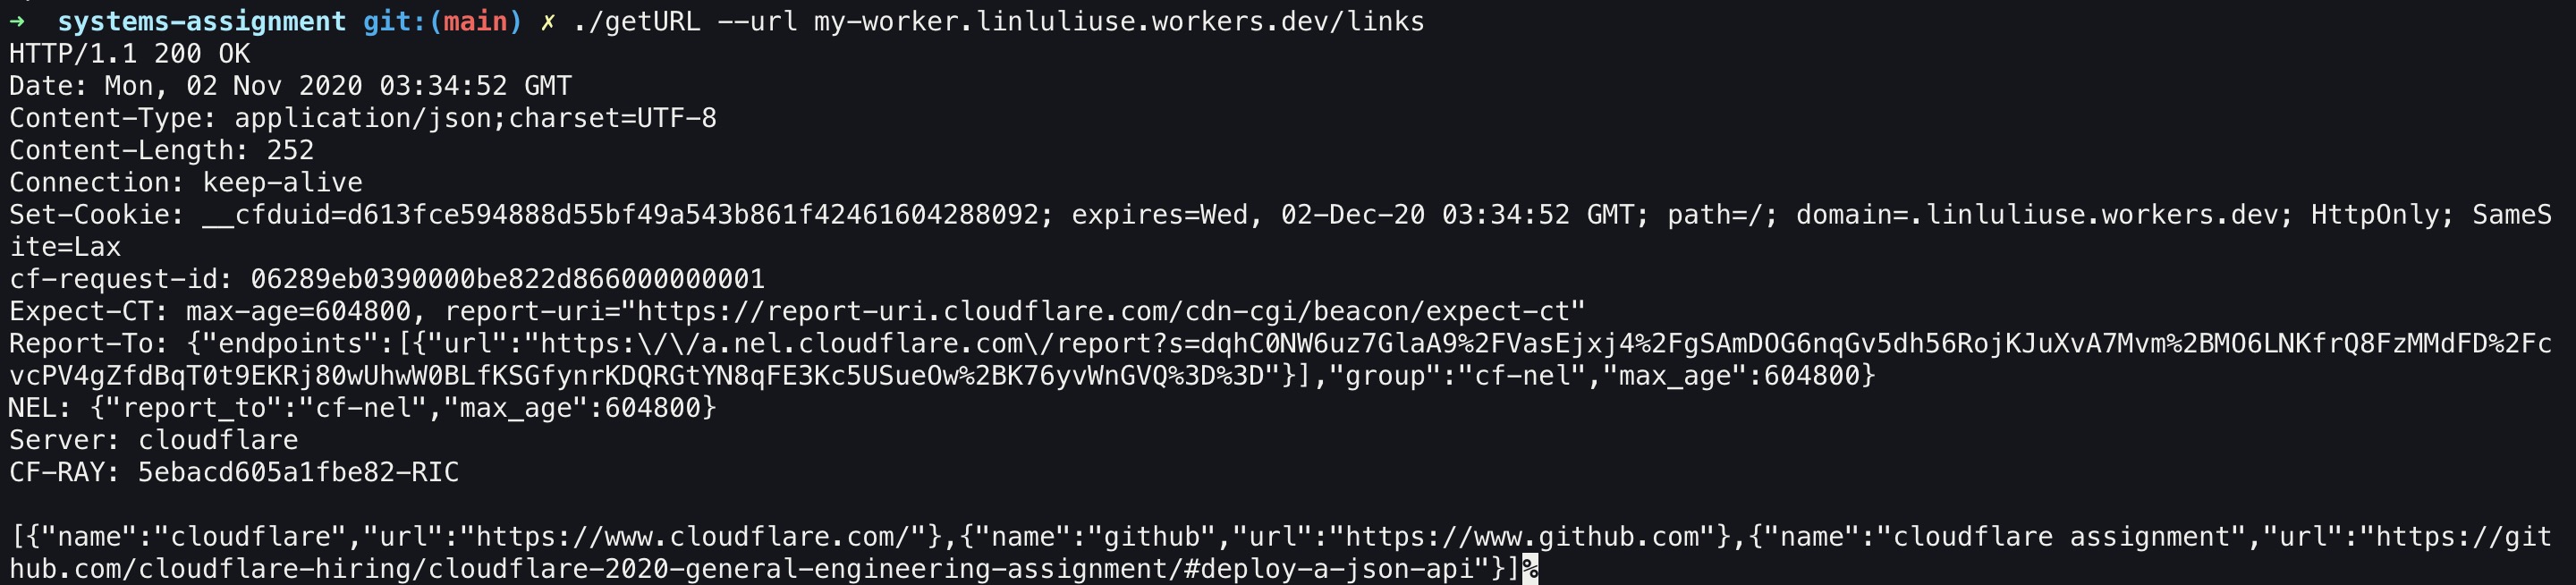 ➜  systems-assignment git:(main) ✗ ./getURL --url my-worker.linluliuse.workers.dev/links
HTTP/1.1 200 OK
Date: Mon, 02 Nov 2020 03:34:52 GMT
Content-Type: application/json;charset=UTF-8
Content-Length: 252
Connection: keep-alive
Set-Cookie: __cfduid=d613fce594888d55bf49a543b861f42461604288092; expires=Wed, 02-Dec-20 03:34:52 GMT; path=/; domain=.linluliuse.workers.dev; HttpOnly; SameS
ite=Lax
cf-request-id: 06289eb0390000be822d866000000001
Expect-CT: max-age=604800, report-uri="https://report-uri.cloudflare.com/cdn-cgi/beacon/expect-ct"
Report-To: {"endpoints":[{"url":"https:\/\/a.nel.cloudflare.com\/report?s=dqhC0NW6uz7GlaA9%2FVasEjxj4%2FgSAmDOG6nqGv5dh56RojKJuXvA7Mvm%2BMO6LNKfrQ8FzMMdFD%2Fc
vcPV4gZfdBqT0t9EKRj80wUhwW0BLfKSGfynrKDQRGtYN8qFE3Kc5USueOw%2BK76yvWnGVQ%3D%3D"}],"group":"cf-nel","max_age":604800}
NEL: {"report_to":"cf-nel","max_age":604800}
Server: cloudflare
CF-RAY: 5ebacd605a1fbe82-RIC

[{"name":"cloudflare","url":"https://www.cloudflare.com/"},{"name":"github","url":"https://www.github.com"},{"name":"cloudflare assignment","url":"https://git
hub.com/cloudflare-hiring/cloudflare-2020-general-engineering-assignment/#deploy-a-json-api"}]%